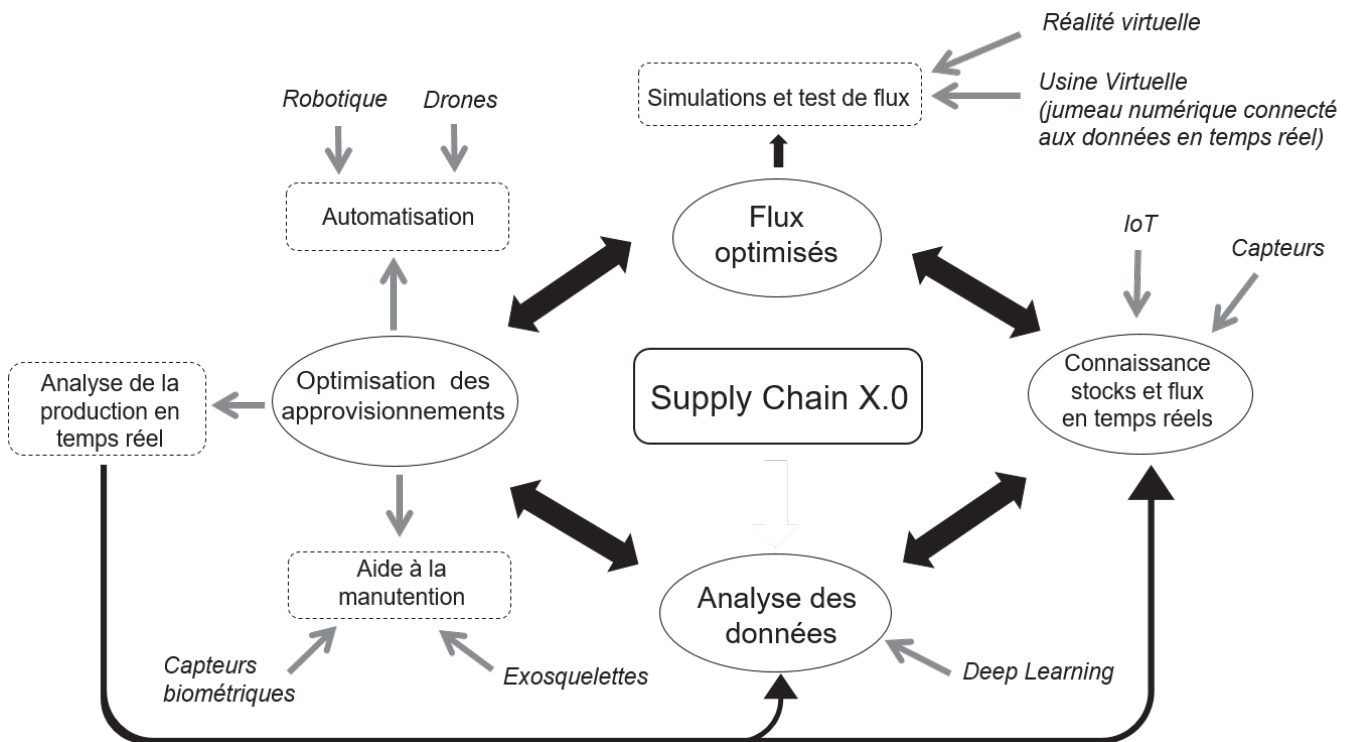 Réalité virtuelle
Usine Virtuelle
(jumeau numérique connecté
aux données en temps réel)
Simulations et test de flux
Robotique
Drones
Automatisation
Flux
optimisés
IoT
Capteurs
Analyse de la
production en
temps réel
Optimisation des
approvisionnements
Supply Chain X.0
Connaissance
stocks et flux
en temps réels
Aide à la
manutention
Analyse des
données
Capteurs
biométriques
Exosquelettes
Deep Learning